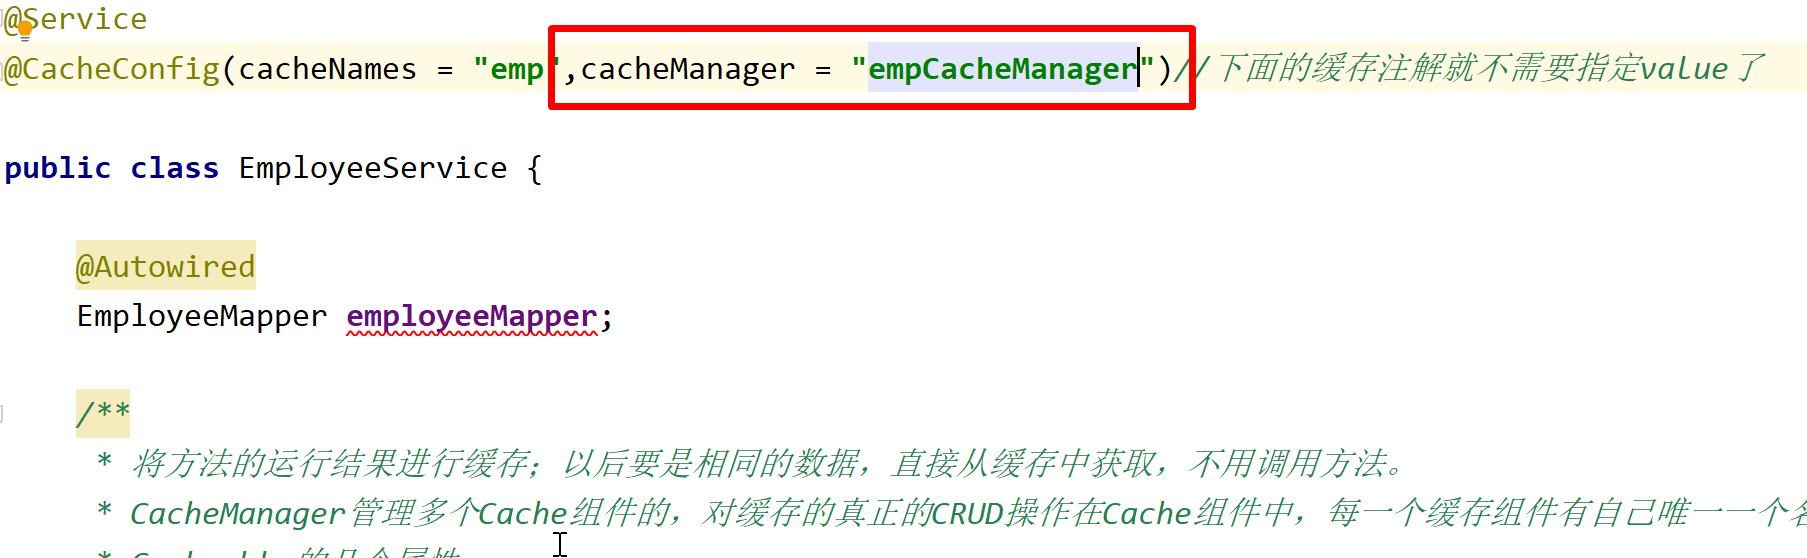 @Service
@CacheConfig(cacheNames = "emp",cacheManager = "empCacheManager")//下面的缓存注解就不需要指定value了
public class EmployeeService {
@Autowired
EmployeeMapper employeeMapper;
/**
* 将方法的运行结果进行缓存；以后要是相同的数据，直接从缓存中获取，不用调用方法。
* CacheManager管理多个Cache组件的，对缓存的真正的CRUD操作在Cache组件中，每一个缓存组件有自己唯一一个名